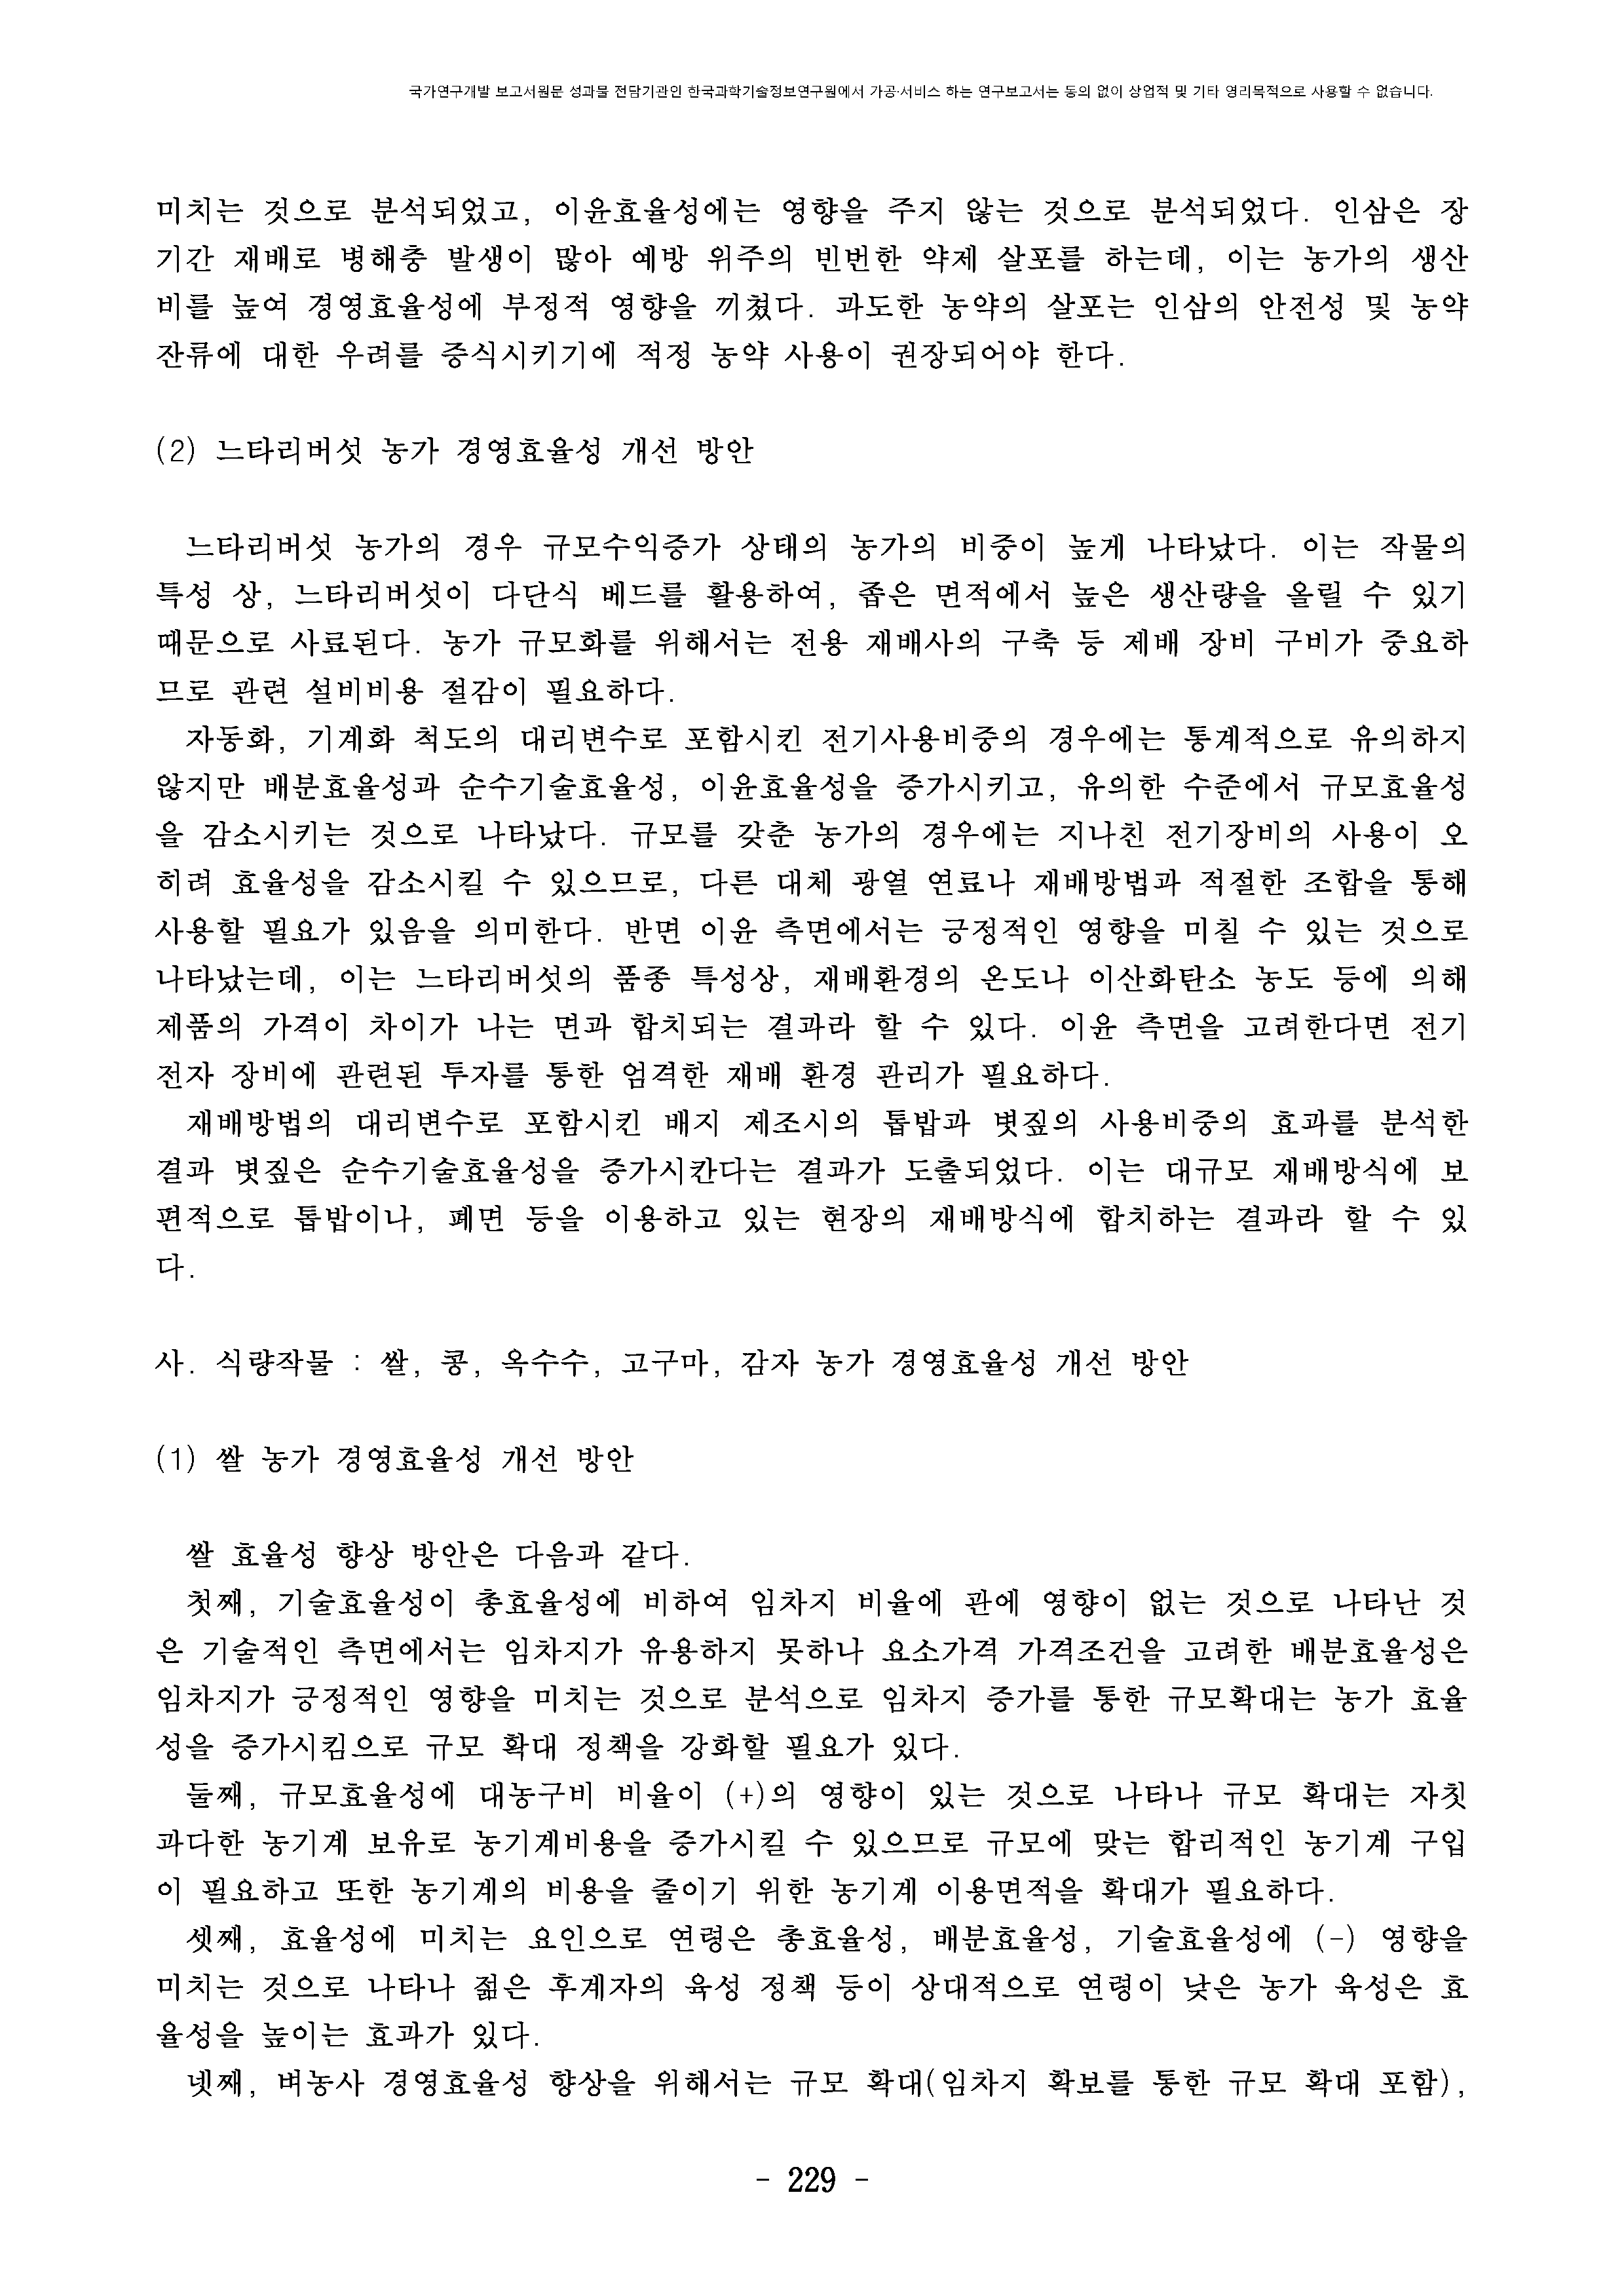 국가연구개발 보고서원문 성과물 전담기관인 한국과학기술정보연구원에서 가공·서비스 하는 연구보고서는 동의 없이 상업적 및 기타 영리목적으로 사용할 수 없습니다.
미치는 것으로 분석되었고, 이윤효율성에는 영향을 주지 않는 것으로 분석되었다. 인삼은 장
기간 재배로 병해충 발생이 많아 예방 위주의 빈번한 약제 살포를 하는데, 이는 농가의 생산
비를 높여 경영효율성에 부정적 영향을 끼쳤다. 과도한 농약의 살포는 인삼의 안전성 및 농약
잔류에 대한 우려를 증식시키기에 적정 농약 사용이 권장되어야 한다.
(2) 느타리버섯 농가 경영효율성 개선 방안
느타리버섯 농가의 경우 규모수익증가 상태의 농가의 비중이 높게 나타났다. 이는 작물의
특성 상, 느타리버섯이 다단식 베드를 활용하여, 좁은 면적에서 높은 생산량을 올릴 수 있기
때문으로 사료된다. 농가 규모화를 위해서는 전용 재배사의 구축 등 제배 장비 구비가 중요하
므로 관련 설비비용 절감이 필요하다.
자동화, 기계화 척도의 대리변수로 포함시킨 전기사용비중의 경우에는 통계적으로 유의하지
않지만 배분효율성과 순수기술효율성, 이윤효율성을 증가시키고, 유의한 수준에서 규모효율성
을 감소시키는 것으로 나타났다. 규모를 갖춘 농가의 경우에는 지나친 전기장비의 사용이 오
히려 효율성을 감소시킬 수 있으므로, 다른 대체 광열 연료나 재배방법과 적절한 조합을 통해
사용할 필요가 있음을 의미한다. 반면 이윤 측면에서는 긍정적인 영향을 미칠 수 있는 것으로
나타났는데, 이는 느타리버섯의 품종 특성상, 재배환경의 온도나 이산화탄소 농도 등에 의해
제품의 가격이 차이가 나는 면과 합치되는 결과라 할 수 있다. 이윤 측면을 고려한다면 전기
전자 장비에 관련된 투자를 통한 엄격한 재배 환경 관리가 필요하다.
재배방법의 대리변수로 포함시킨 배지 제조시의 톱밥과 볏짚의 사용비중의 효과를 분석한
결과 볏짚은 순수기술효율성을 증가시칸다는 결과가 도출되었다. 이는 대규모 재배방식에 보
편적으로 톱밥이나, 폐면 등을 이용하고 있는 현장의 재배방식에 합치하는 결과라 할 수 있
다.
사. 식량작물 : 쌀, 콩, 옥수수, 고구마, 감자 농가 경영효율성 개선 방안
(1) 쌀 농가 경영효율성 개선 방안
쌀 효율성 향상 방안은 다음과 같다.
첫째, 기술효율성이 총효율성에 비하여 임차지 비율에 관에 영향이 없는 것으로 나타난 것
은 기술적인 측면에서는 임차지가 유용하지 못하나 요소가격 가격조건을 고려한 배분효율성은
임차지가 긍정적인 영향을 미치는 것으로 분석으로 임차지 증가를 통한 규모확대는 농가 효율
성을 증가시킴으로 규모 확대 정책을 강화할 필요가 있다.
둘째, 규모효율성에 대농구비 비율이 (+)의 영향이 있는 것으로 나타나 규모 확대는 자칫
과다한 농기계 보유로 농기계비용을 증가시킬 수 있으므로 규모에 맞는 합리적인 농기계 구입
이 필요하고 또한 농기계의 비용을 줄이기 위한 농기계 이용면적을 확대가 필요하다.
셋째, 효율성에 미치는 요인으로 연령은 총효율성, 배분효율성, 기술효율성에 (-) 영향을
미치는 것으로 나타나 젊은 후계자의 육성 정책 등이 상대적으로 연령이 낮은 농가 육성은 효
율성을 높이는 효과가 있다.
넷째, 벼농사 경영효율성 향상을 위해서는 규모 확대(임차지 확보를 통한 규모 확대 포함),
- 229 -